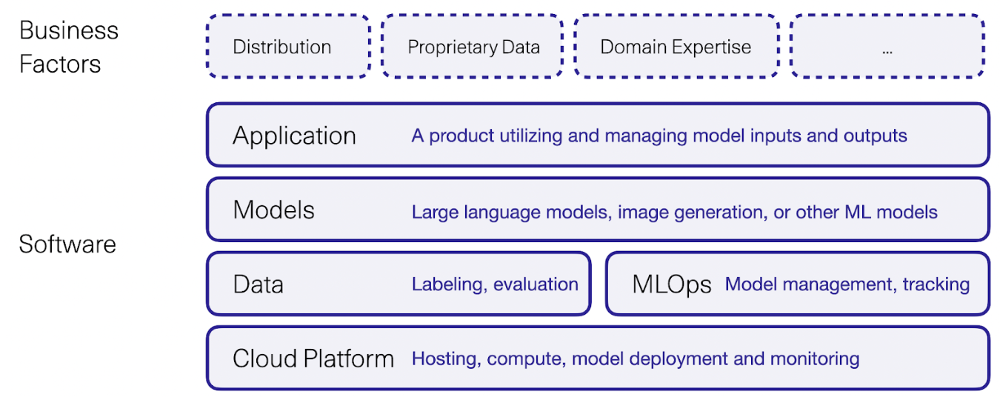 Business
Factors
Distribution
Proprietary Data
Domain Expertise
...
Application
A product utilizing and managing model inputs and outputs
Models
Large language models, image generation, or other ML models
Software
Data
Labeling, evaluation
MLOps
Model management, tracking
Cloud Platform
Hosting, compute, model deployment and monitoring